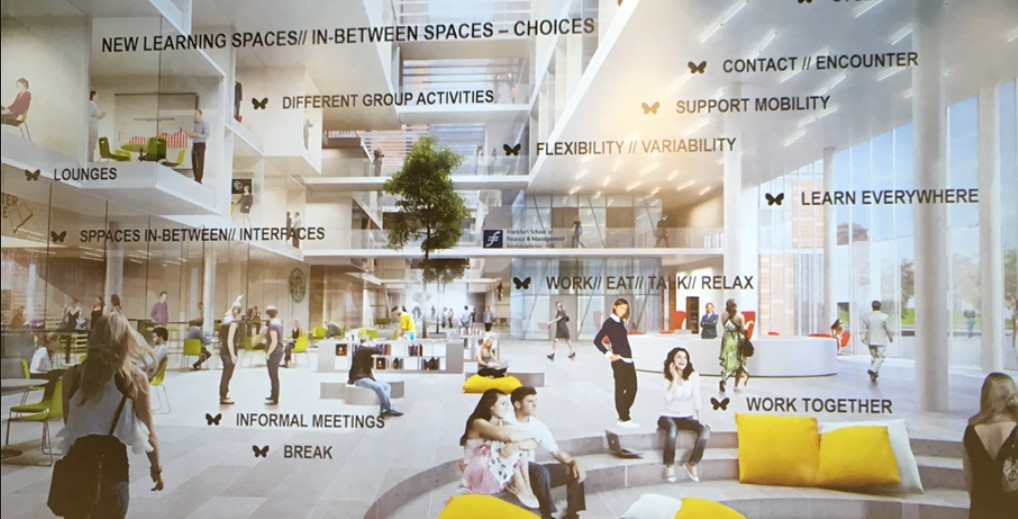 NEW LEARNING SPACES// IN-BETWEEN SPACES – CHOICES
CONTACT // ENCOUNTER
DIFFERENT GROUP ACTIVITIES
SUPPORT MOBILITY
FLEXIBILITY // VARIABILITY
LOUNGES
LEARN EVERYWHERE
SPPACES IN-BETWEEN// INTERFACES
Frankfurt School of
Finance & Management
WORK// EAT// TALK// RELAX
WORK TOGETHER
INFORMAL MEETINGS
BREAK